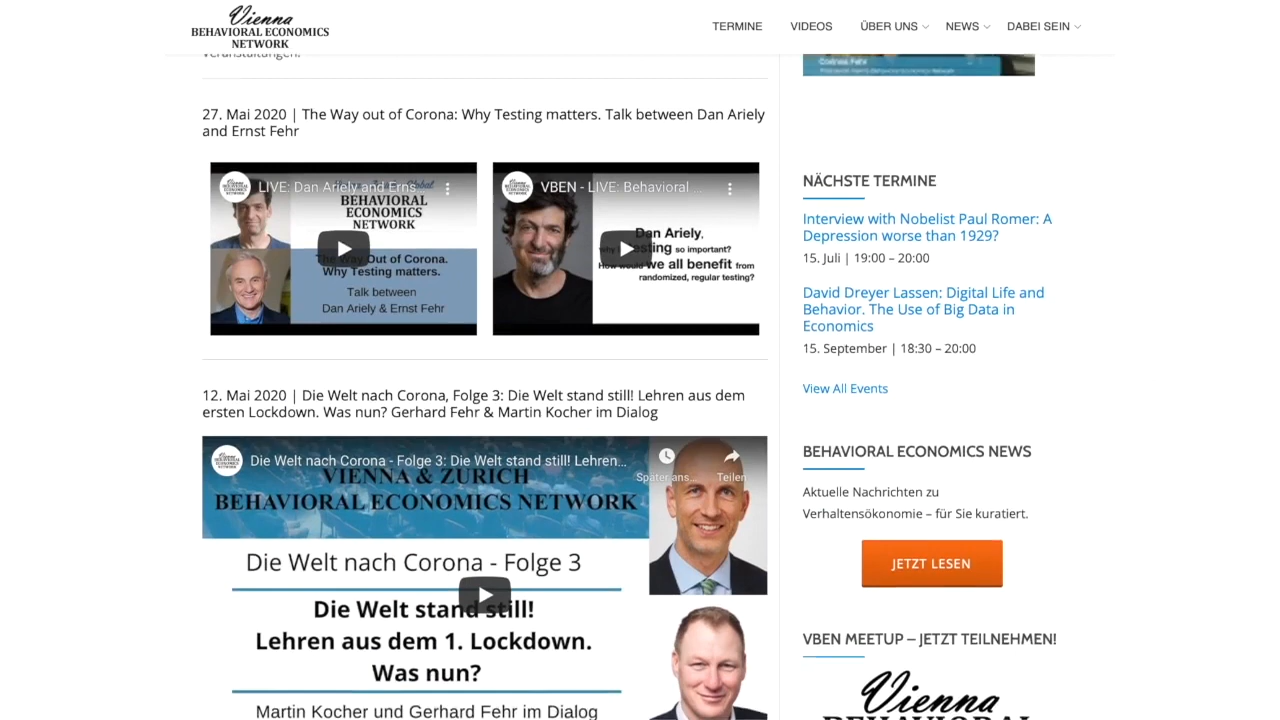 Vienna
BEHAVIORAL ECONOMICS
NETWORK
TERMINE
VIDEOS
ÜBER UNS
NEWS
DABEI SEIN
Veranstaltungen.
27. Mai 2020 | The Way out of Corona: Why Testing matters. Talk between Dan Ariely
and Ernst Fehr
LIVE: Dan Ariely and Erns
BEHAVIORAL
ECONOMICS
NETWORK
The Way Out of Corona.
Why Testing matters.
Talk between
Dan Ariely & Ernst Fehr
VBEN - LIVE: Behavioral ...
Dan Ariely,
why is testing so important?
How would we all benefit from
randomized, regular testing?
12. Mai 2020 | Die Welt nach Corona, Folge 3: Die Welt stand still! Lehren aus dem
ersten Lockdown. Was nun? Gerhard Fehr & Martin Kocher im Dialog
Die Welt nach Corona - Folge 3: Die Welt stand still! Lehren...
Später ans...
Teilen
VIENNA & ZURICH
BEHAVIORAL ECONOMICS NETWORK
Die Welt nach Corona - Folge 3
Die Welt stand still!
Lehren aus dem 1. Lockdown.
Was nun?
Martin Kocher und Gerhard Fehr im Dialog
NÄCHSTE TERMINE
Interview with Nobelist Paul Romer: A
Depression worse than 1929?
15. Juli | 19:00 – 20:00
David Dreyer Lassen: Digital Life and
Behavior. The Use of Big Data in
Economics
15. September | 18:30 – 20:00
View All Events
BEHAVIORAL ECONOMICS NEWS
Aktuelle Nachrichten zu
Verhaltensökonomie – für Sie kuratiert.
JETZT LESEN
VBEN MEETUP – JETZT TEILNEHMEN!
Vienna
BEHAVIORAL